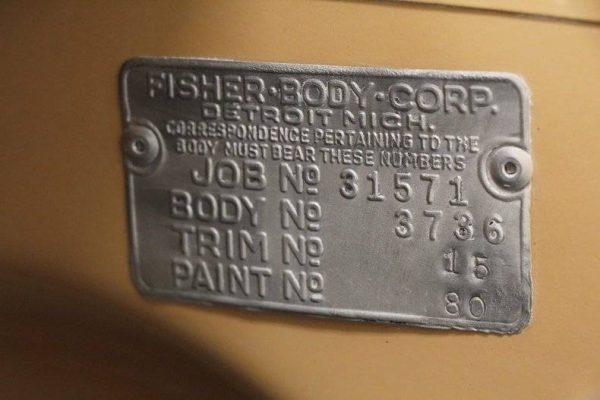 FISHER·BODY·CORP.
DETROIT MICH.
CORRESPONDENCE PERTAINING TO THE
BODY MUST BEAR THESE NUMBERS
JOB Nº 31571
BODY Nº 3736
TRIM Nº 15
PAINT Nº 80